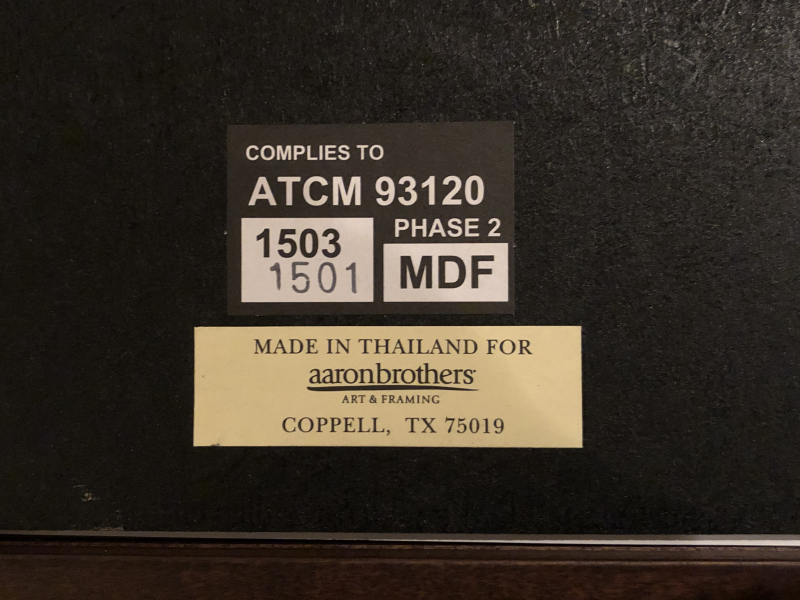 COMPLIES TO
ATCM 93120
PHASE 2
1503
1501
MDF
MADE IN THAILAND FOR
aaronbrothers
ART & FRAMING
COPPELL, TX 75019